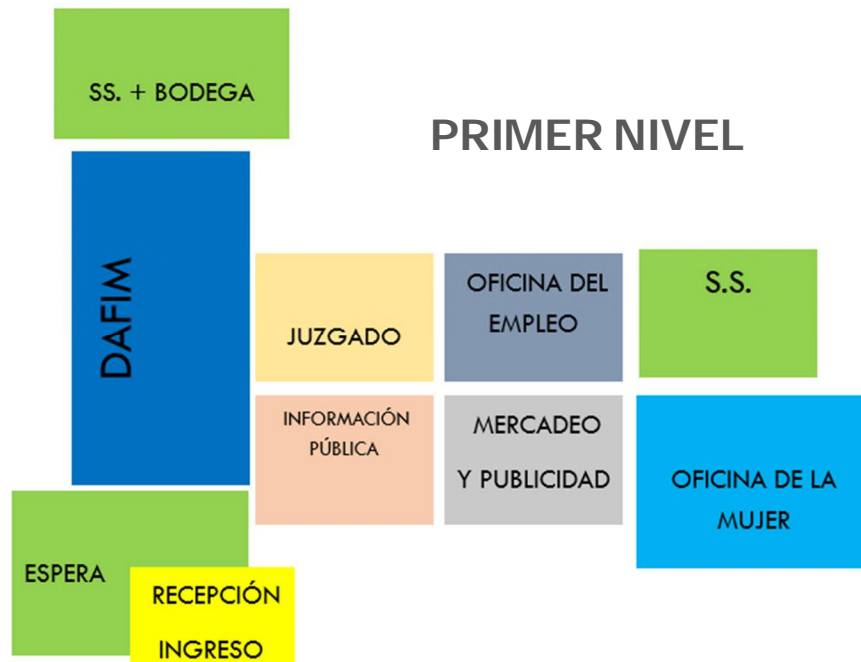 SS. + BODEGA
PRIMER NIVEL
DAFIM
JUZGADO
OFICINA DEL
EMPLEO
S.S.
INFORMACIÓN
PÚBLICA
MERCADEO
Y PUBLICIDAD
OFICINA DE LA
MUJER
ESPERA
RECEPCIÓN
INGRESO